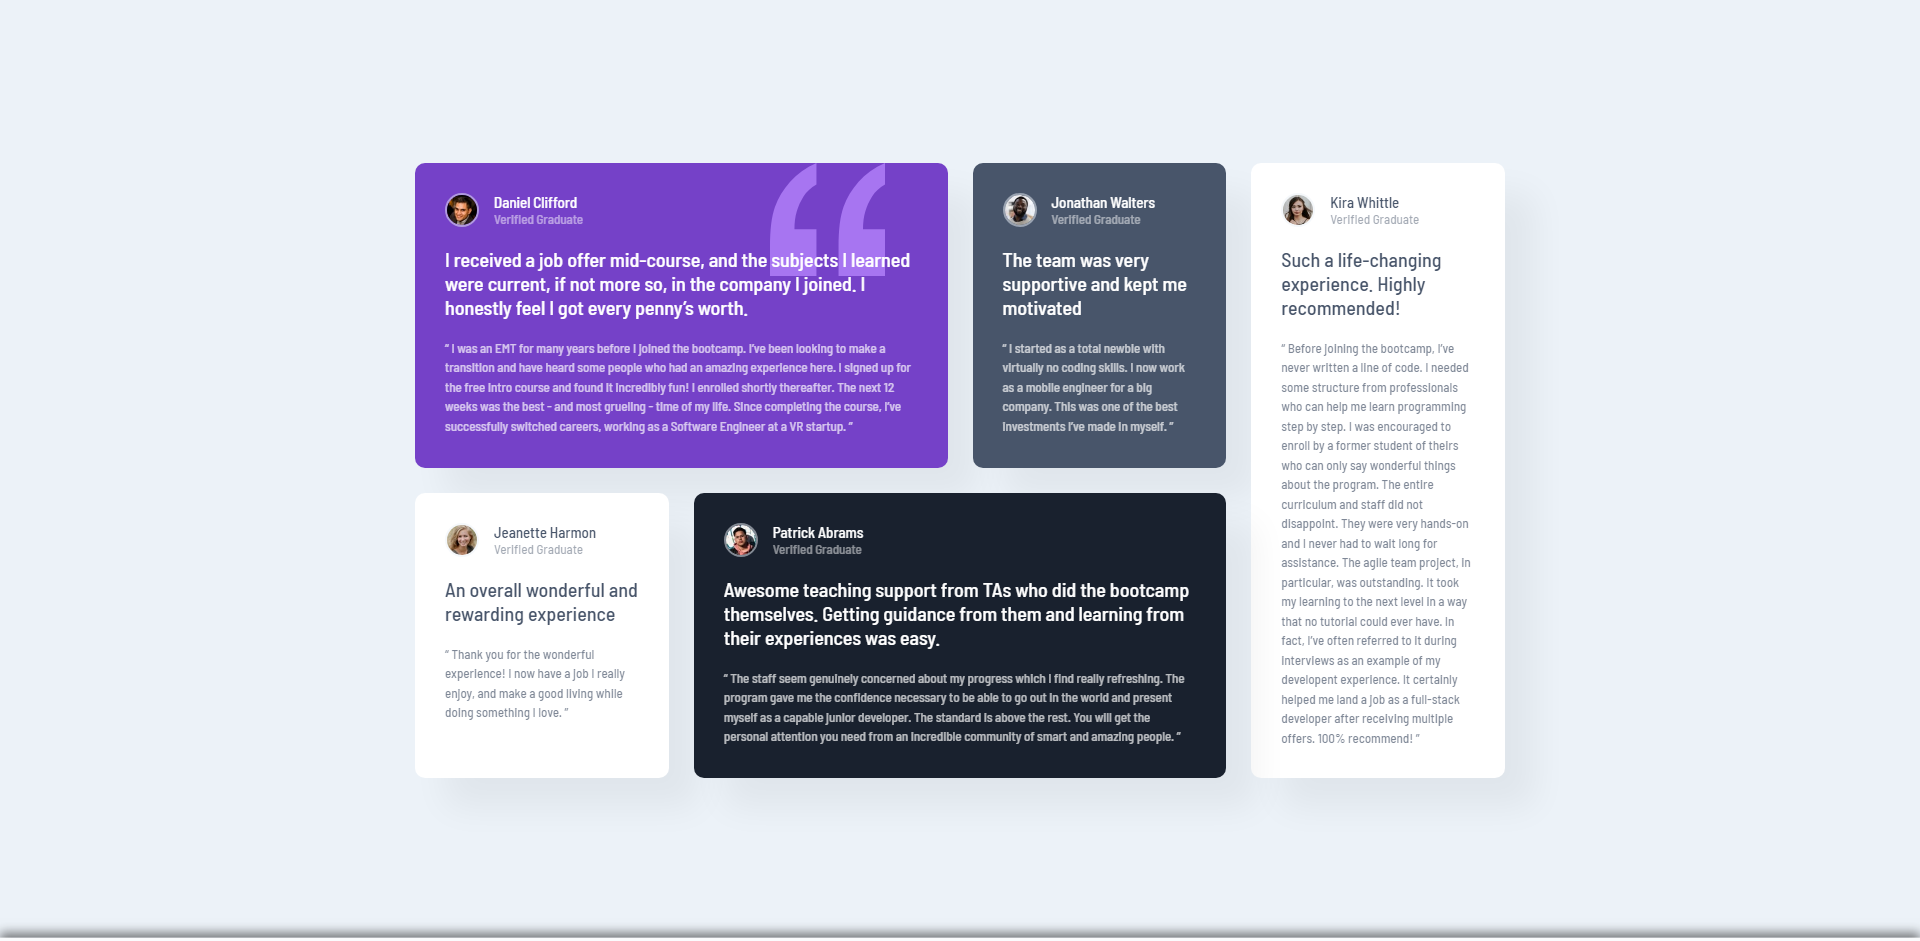 Daniel Clifford
Verified Graduate
I received a job offer mid-course, and the subjects I learned
were current, if not more so, in the company I joined. I
honestly feel I got every penny’s worth.
“ I was an EMT for many years before I joined the bootcamp. I’ve been looking to make a
transition and have heard some people who had an amazing experience here. I signed up for
the free intro course and found it incredibly fun! I enrolled shortly thereafter. The next 12
weeks was the best - and most grueling - time of my life. Since completing the course, I’ve
successfully switched careers, working as a Software Engineer at a VR startup. ”
Jonathan Walters
Verified Graduate
The team was very
supportive and kept me
motivated
“ I started as a total newbie with
virtually no coding skills. I now work
as a mobile engineer for a big
company. This was one of the best
investments I’ve made in myself. ”
Kira Whittle
Verified Graduate
Such a life-changing
experience. Highly
recommended!
“ Before joining the bootcamp, I’ve
never written a line of code. I needed
some structure from professionals
who can help me learn programming
step by step. I was encouraged to
enroll by a former student of theirs
who can only say wonderful things
about the program. The entire
curriculum and staff did not
disappoint. They were very hands-on
and I never had to wait long for
assistance. The agile team project, in
particular, was outstanding. It took
my learning to the next level in a way
that no tutorial could ever have. In
fact, I’ve often referred to it during
interviews as an example of my
developent experience. It certainly
helped me land a job as a full-stack
developer after receiving multiple
offers. 100% recommend! ”
Jeanette Harmon
Verified Graduate
An overall wonderful and
rewarding experience
“ Thank you for the wonderful
experience! I now have a job I really
enjoy, and make a good living while
doing something I love. ”
Patrick Abrams
Verified Graduate
Awesome teaching support from TAs who did the bootcamp
themselves. Getting guidance from them and learning from
their experiences was easy.
“ The staff seem genuinely concerned about my progress which I find really refreshing. The
program gave me the confidence necessary to be able to go out in the world and present
myself as a capable junior developer. The standard is above the rest. You will get the
personal attention you need from an incredible community of smart and amazing people. ”